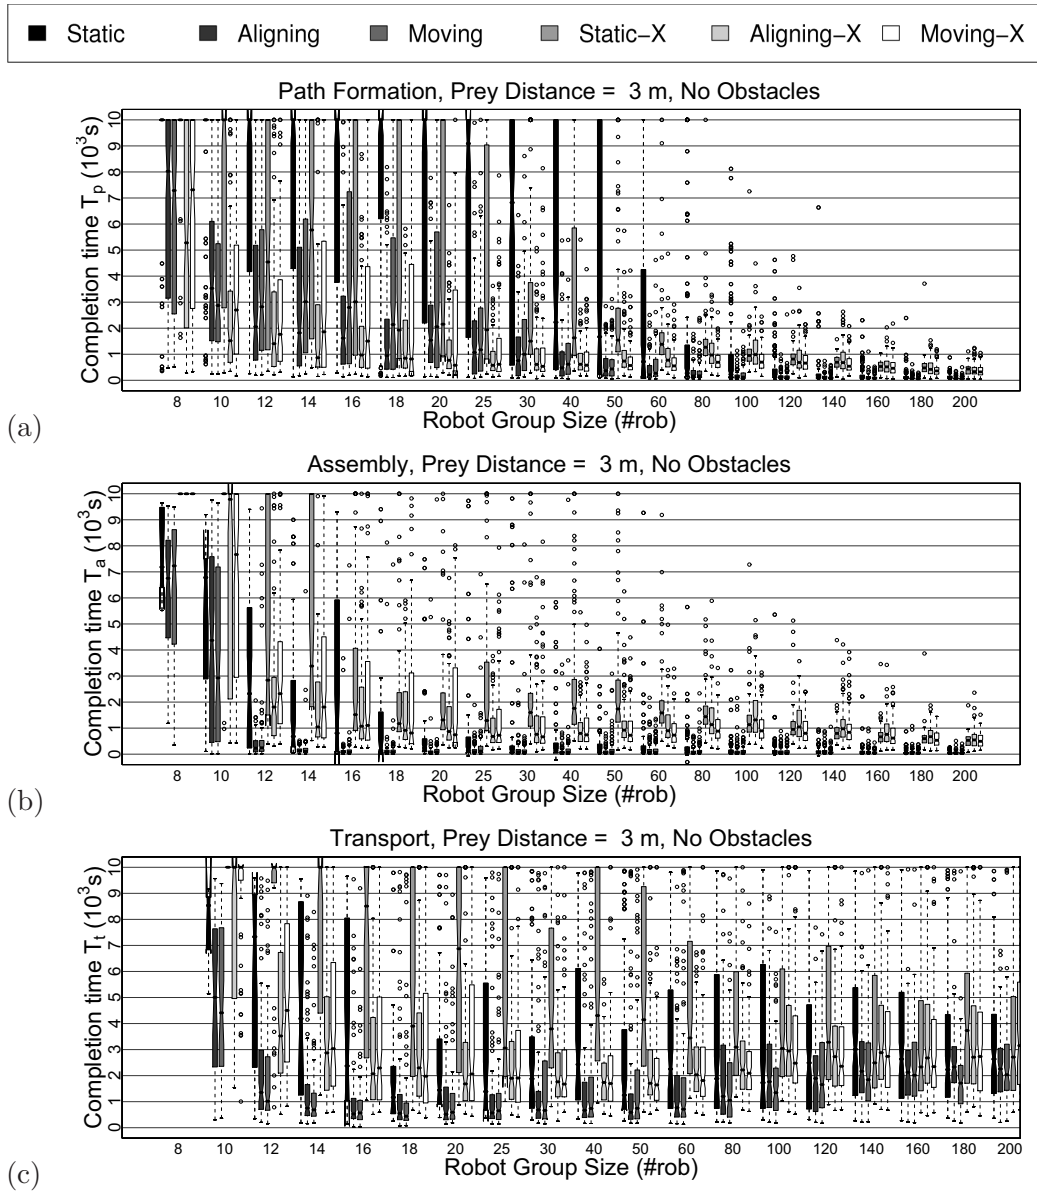 Static Aligning Moving Static−X Aligning−X Moving−X
Path Formation, Prey Distance = 3 m, No Obstacles
Completion time Tp (10³s)
10
9
8
7
6
5
4
3
2
1
0
8 10 12 14 18 18 20 25 30 40 50 60 80 100 120 140 160 180 200
Robot Group Size (#rob)
(a)
Assembly, Prey Distance = 3 m, No Obstacles
Completion time Ta (10³s)
10
9
8
7
6
5
4
3
2
1
0
8 10 12 14 16 18 20 25 30 40 50 60 80 100 120 140 160 180 200
Robot Group Size (#rob)
(b)
Transport, Prey Distance = 3 m, No Obstacles
Completion time Tt (10³s)
10
9
8
7
6
5
4
3
2
1
0
8 10 12 14 16 18 20 25 30 40 50 60 80 100 120 140 160 180 200
Robot Group Size (#rob)
(c)